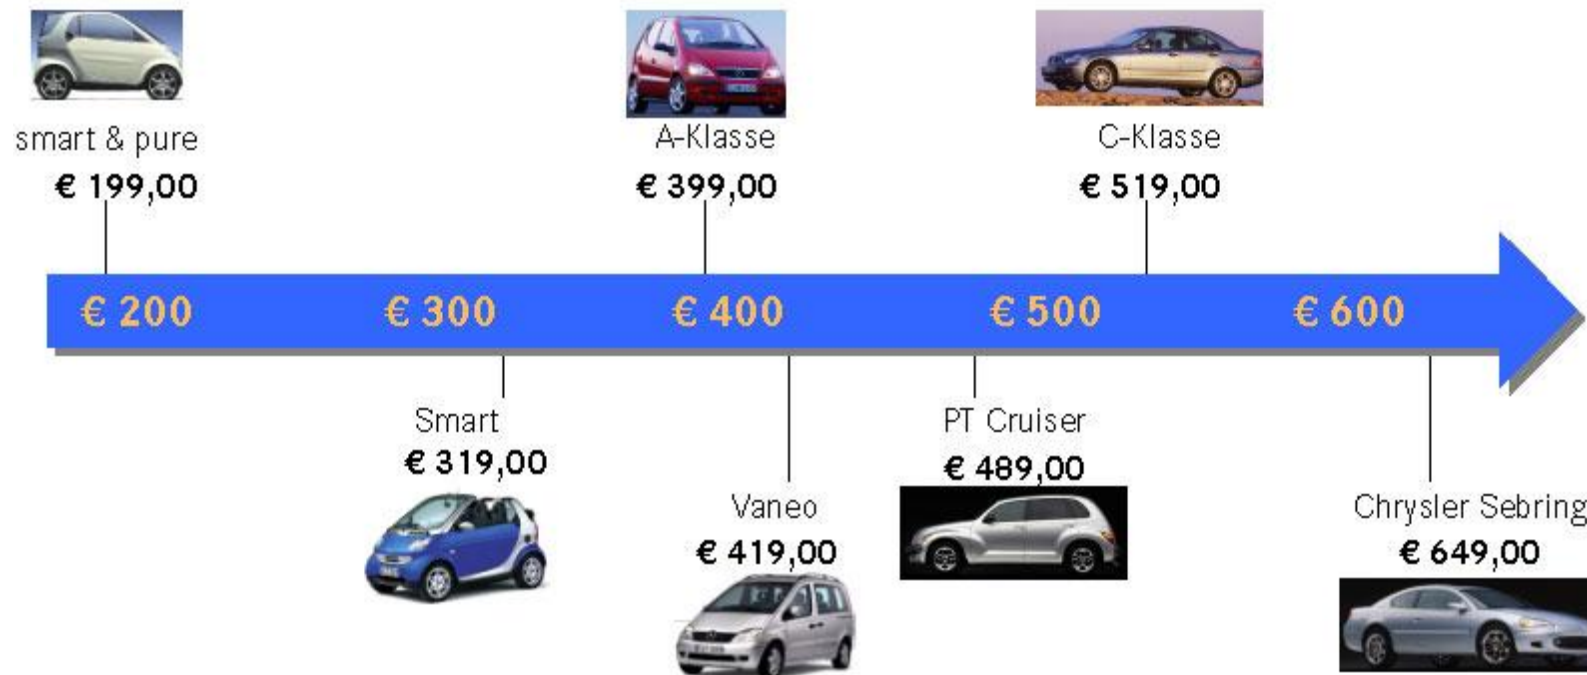 smart & pure
€ 199,00
A-Klasse
€ 399,00
C-Klasse
€ 519,00
€ 200
€ 300
€ 400
€ 500
€ 600
Smart
€ 319,00
Vaneo
€ 419,00
PT Cruiser
€ 489,00
Chrysler Sebring
€ 649,00